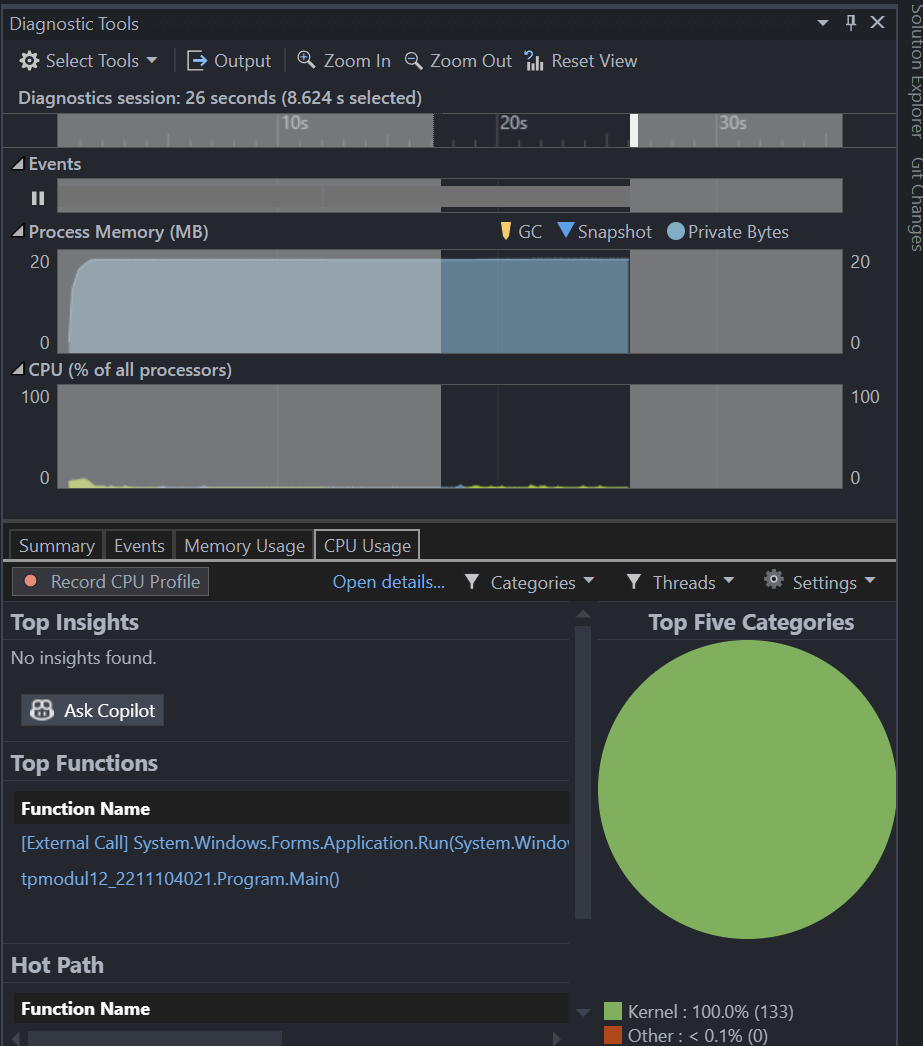 Diagnostic Tools
Select Tools Output Zoom In Zoom Out Reset View
Diagnostics session: 26 seconds (8.624 s selected)
10s 20s 30s
Events
Process Memory (MB) GC Snapshot Private Bytes
20 20
0 0
CPU (% of all processors)
100 100
0 0
Summary Events Memory Usage CPU Usage
Record CPU Profile Open details... Categories Threads Settings
Top Insights
No insights found.
Ask Copilot
Top Functions
Function Name
[External Call] System.Windows.Forms.Application.Run(System.Windo
tpmodul12_2211104021.Program.Main()
Hot Path
Function Name
Top Five Categories
Kernel : 100.0% (133)
Other : < 0.1% (0)
Solution Explorer
Git Changes